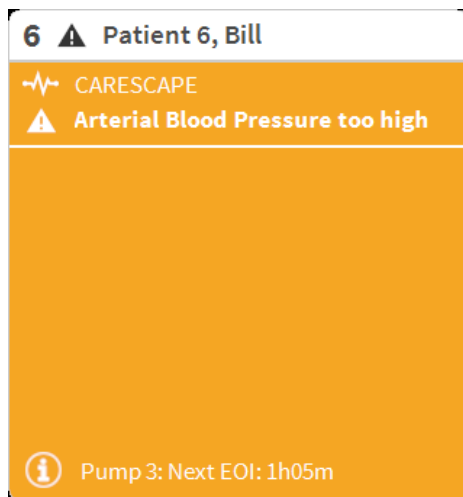 6 Patient 6, Bill
CARESCAPE
Arterial Blood Pressure too high
Pump 3: Next EOI: 1h05m